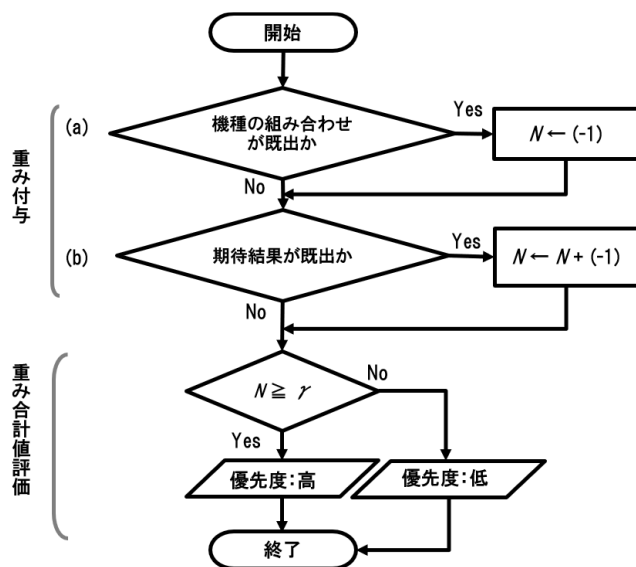 開始
重み付与
(a)
機種の組み合わせ
が既出か
Yes
N ← (-1)
No
(b)
期待結果が既出か
Yes
N ← N + (-1)
No
重み合計値評価
N ≧ γ
No
Yes
優先度:高
優先度:低
終了